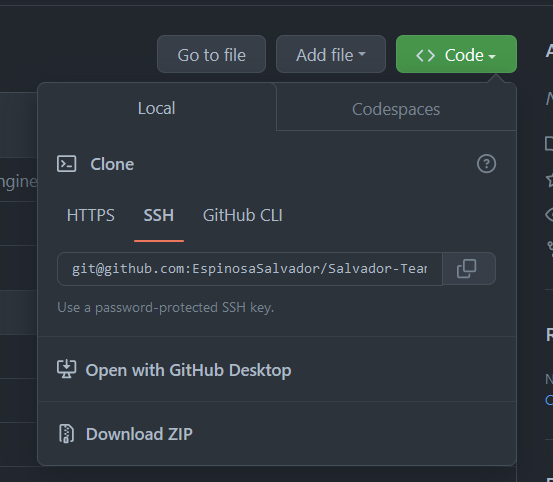 Go to file
Add file
Code
Local
Codespaces
Clone
HTTPS
SSH
GitHub CLI
git@github.com:EspinosaSalvador/Salvador-Tear
Use a password-protected SSH key.
Open with GitHub Desktop
Download ZIP